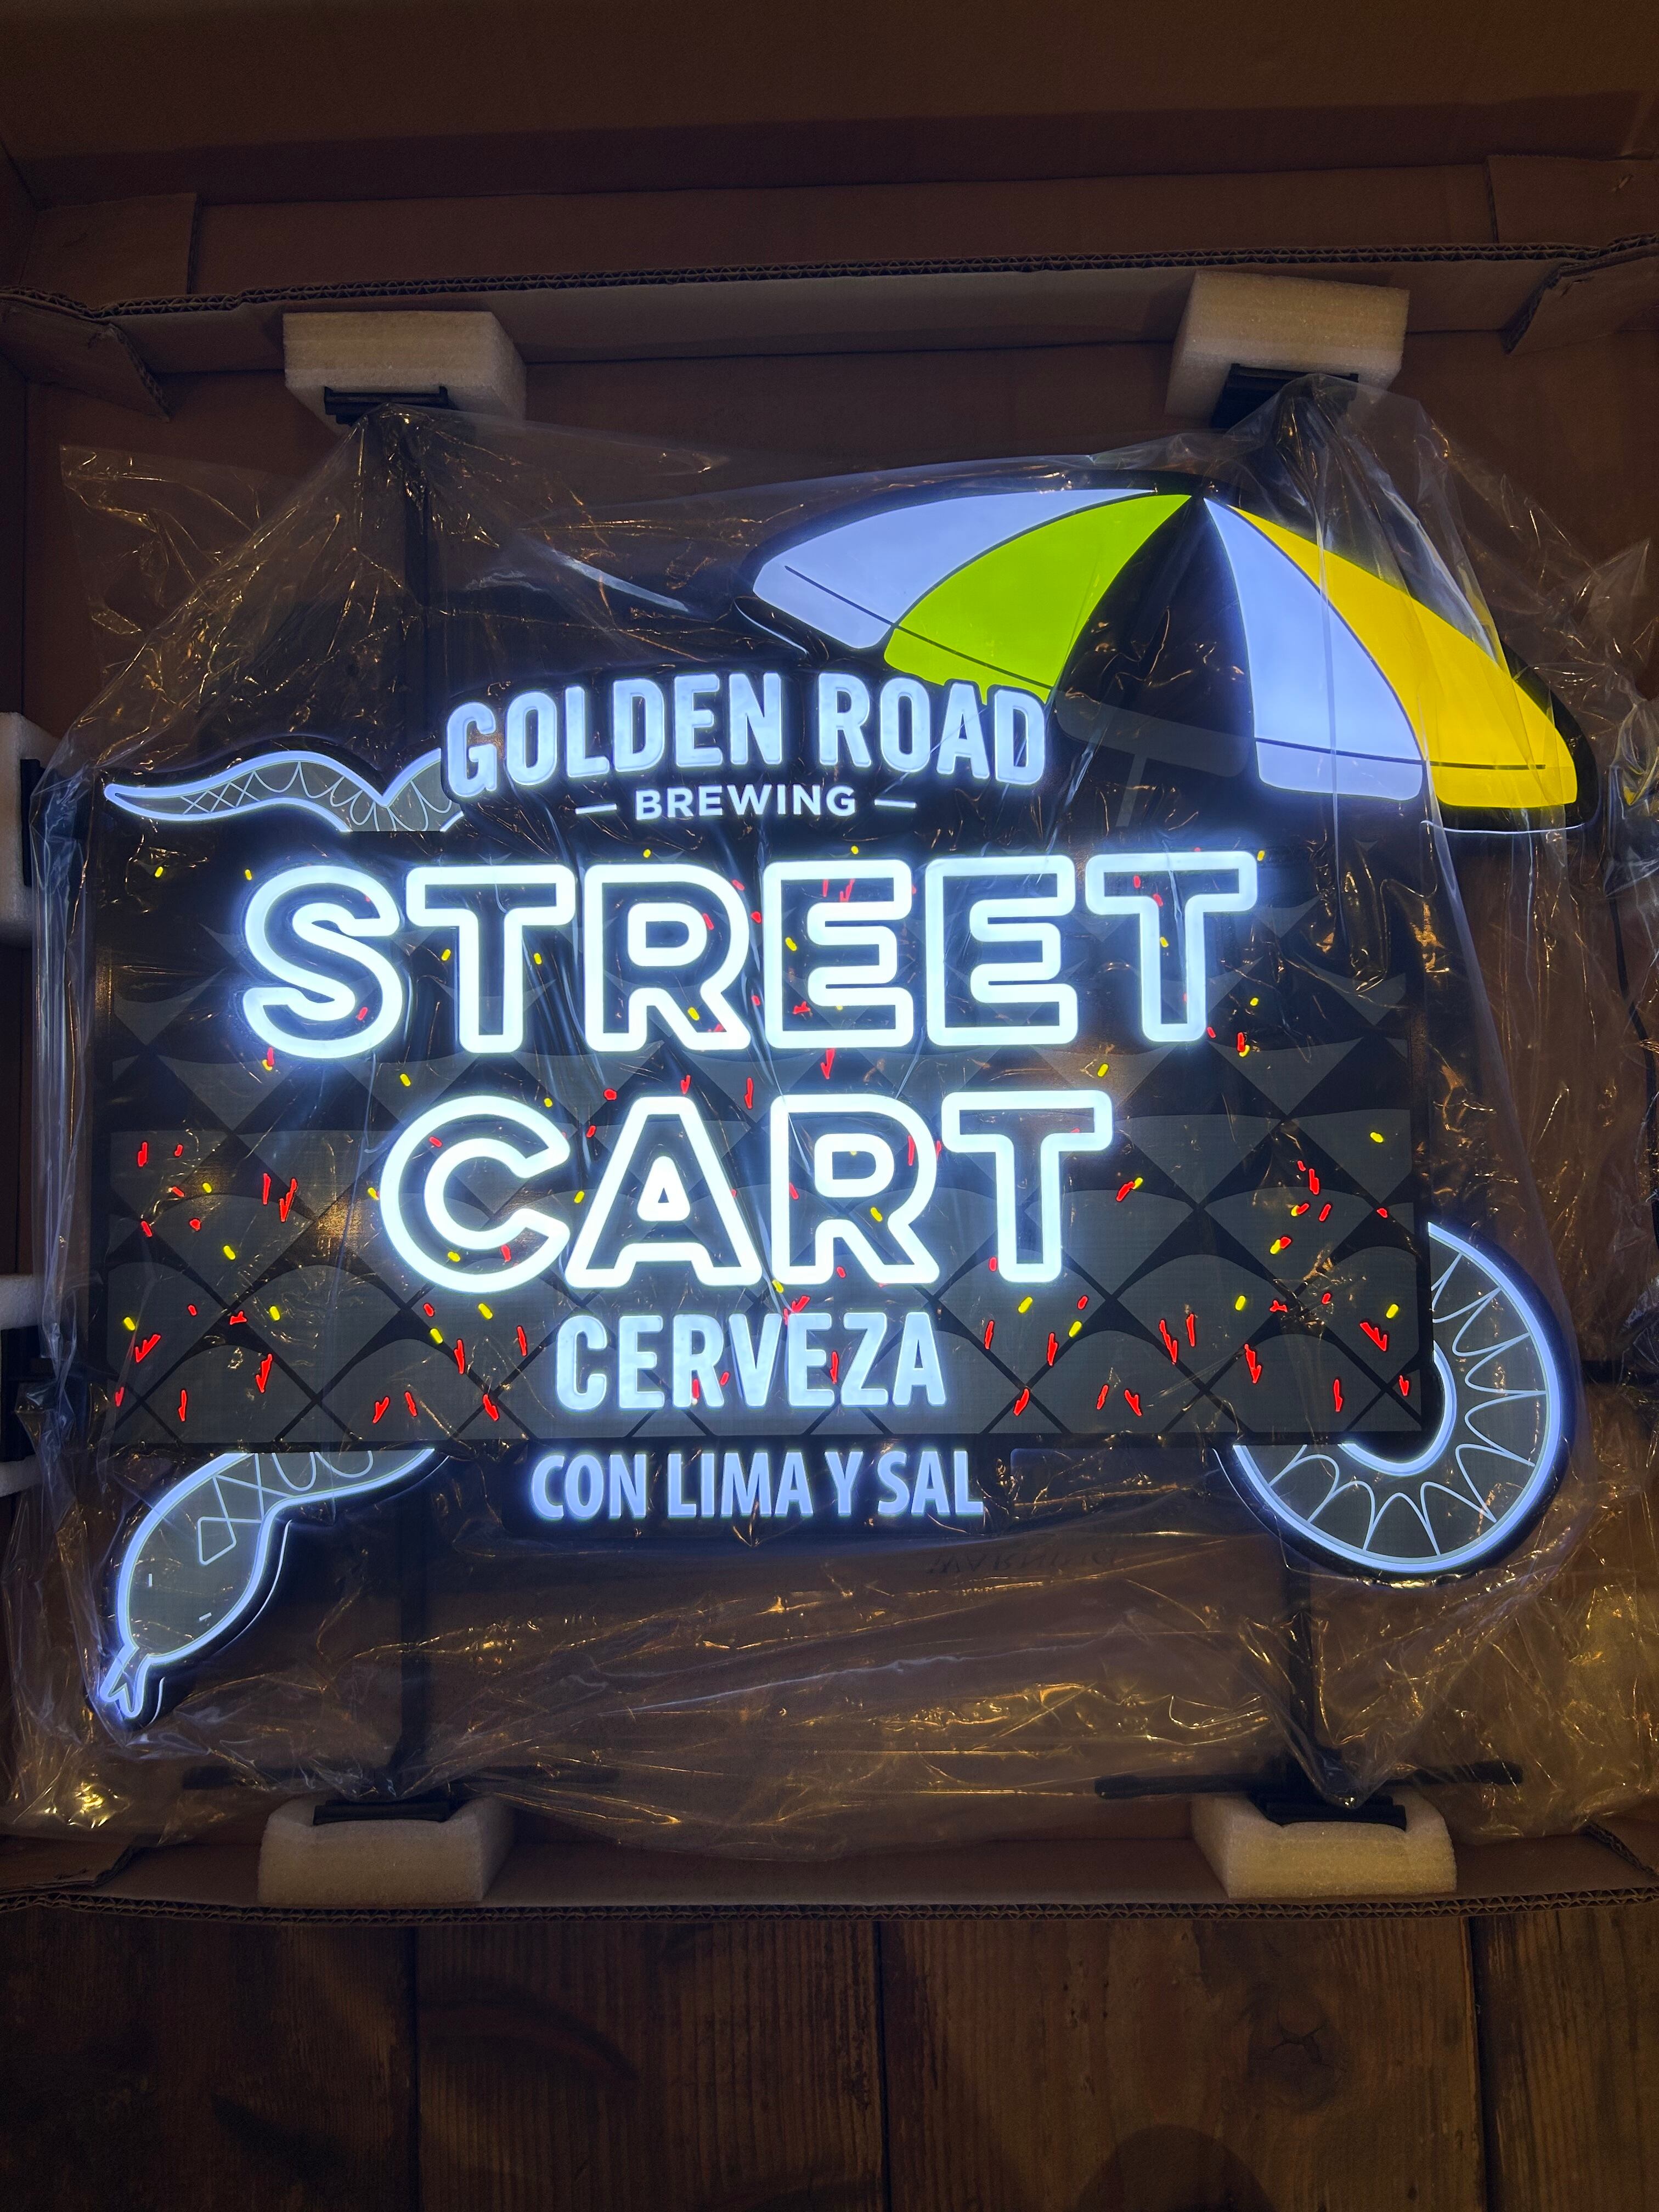 GOLDEN ROAD
— BREWING —
STREET
CART
CERVEZA
CON LIMA Y SAL